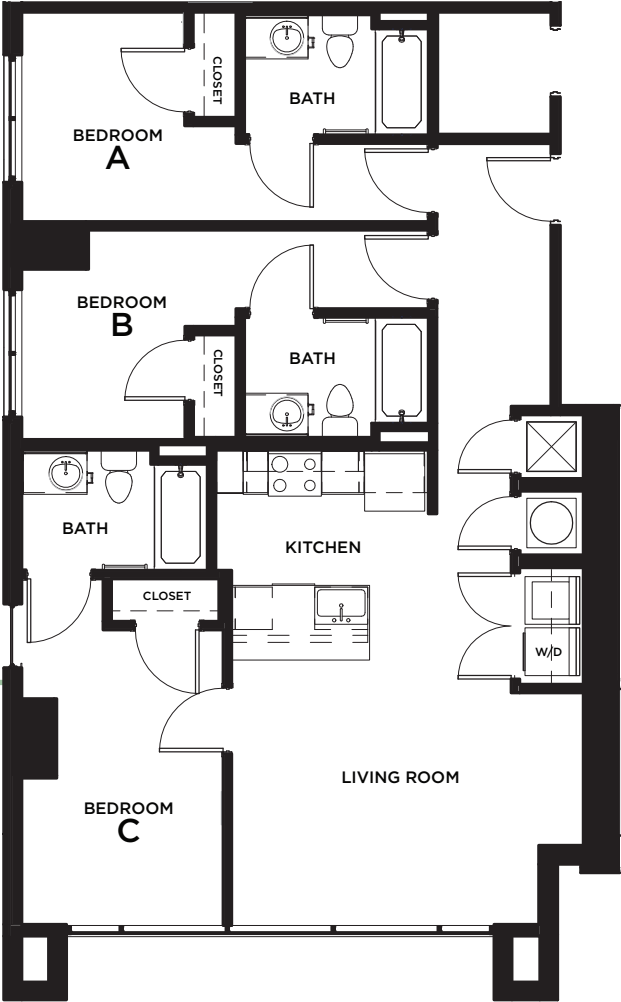 CLOSET
BATH
BEDROOM
A
BEDROOM
B
BATH
CLOSET
BATH
KITCHEN
CLOSET
W/D
LIVING ROOM
BEDROOM
C